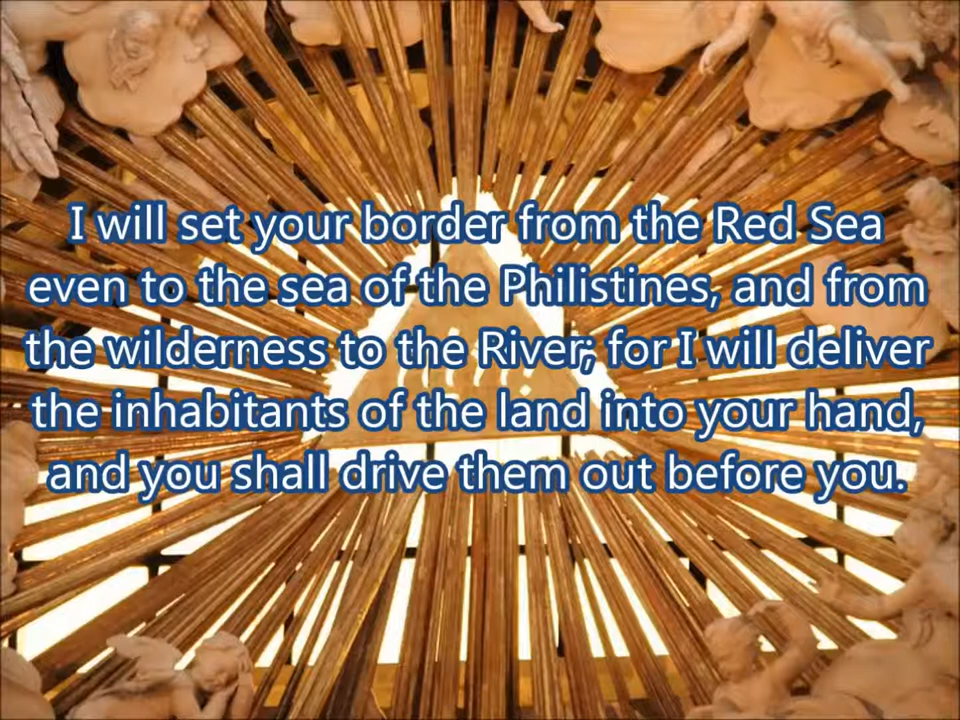 I will set your border from the Red Sea
even to the sea of the Philistines, and from
the wilderness to the River; for I will deliver
the inhabitants of the land into your hand,
and you shall drive them out before you.